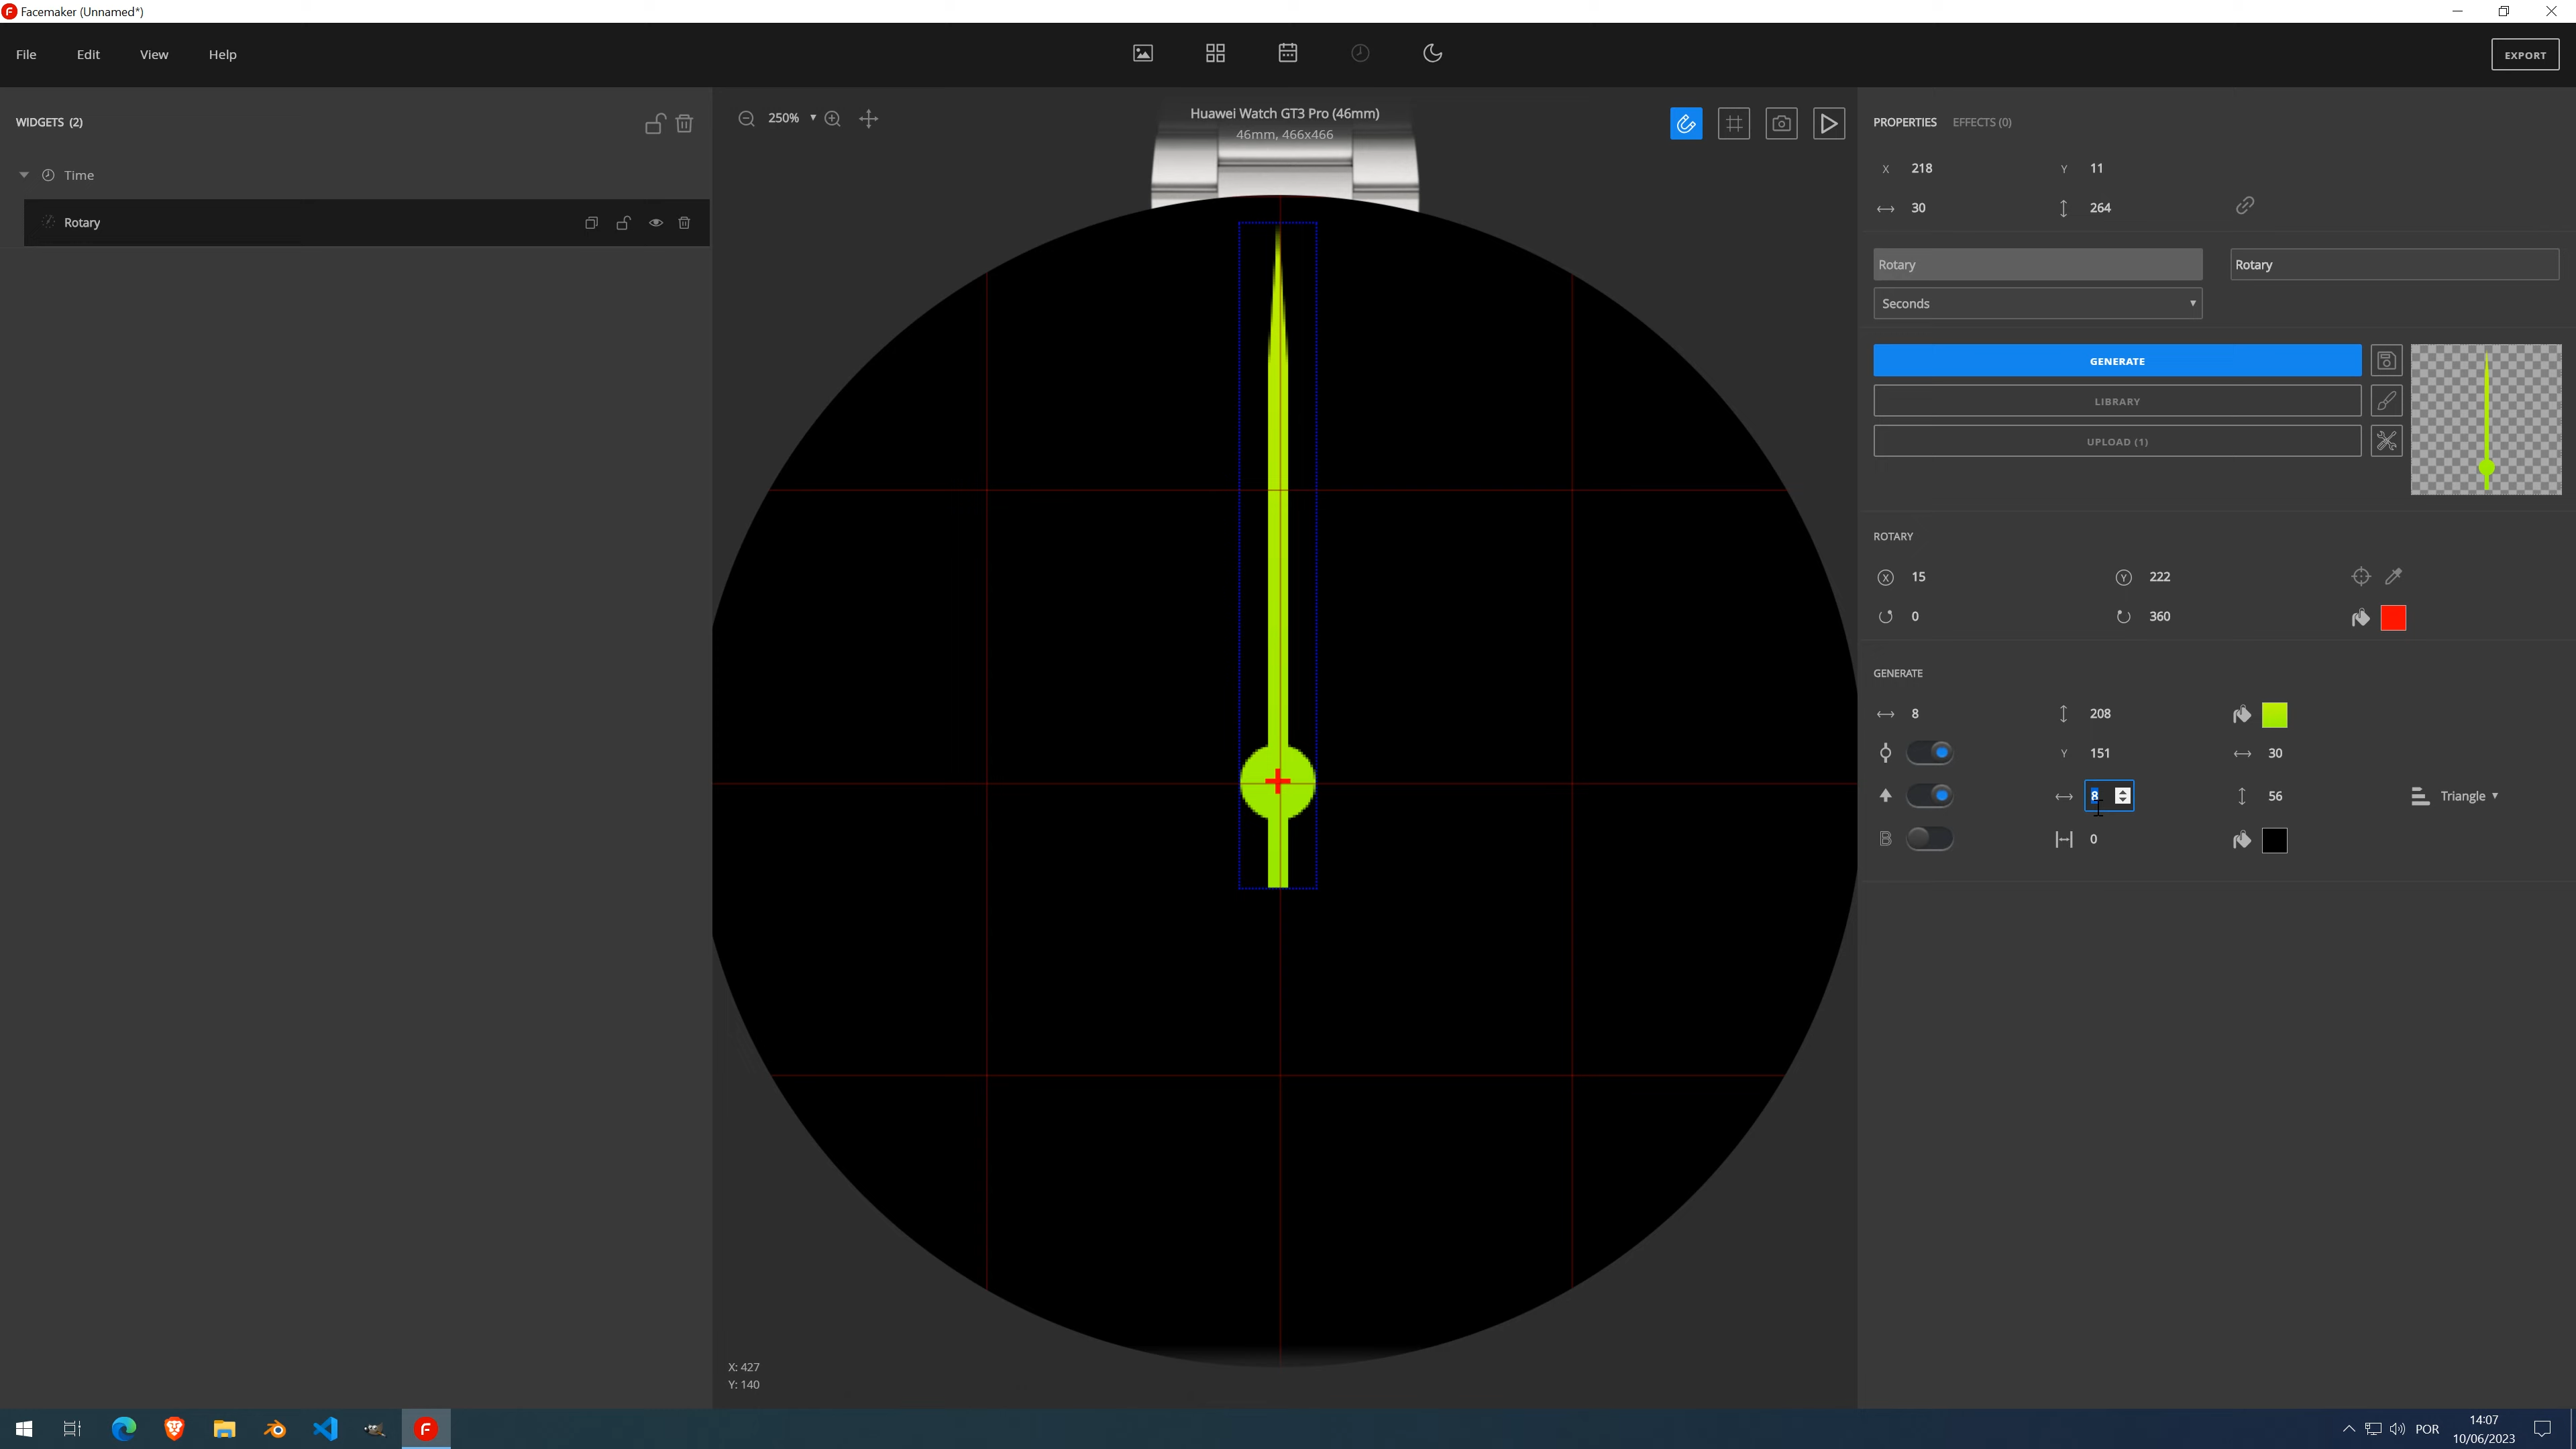 Facemaker (Unnamed*)
File Edit View Help
EXPORT
WIDGETS (2)
Time
Rotary
250%
Huawei Watch GT3 Pro (46mm)
46mm, 466x466
X: 427
Y: 140
PROPERTIES EFFECTS (0)
X 218 Y 11
30 264
Rotary Rotary
Seconds
GENERATE
LIBRARY
UPLOAD (1)
ROTARY
X 15 Y 222
0 360
GENERATE
8 208
Y 151 30
8 56 Triangle
B 0
POR
14:07
10/06/2023